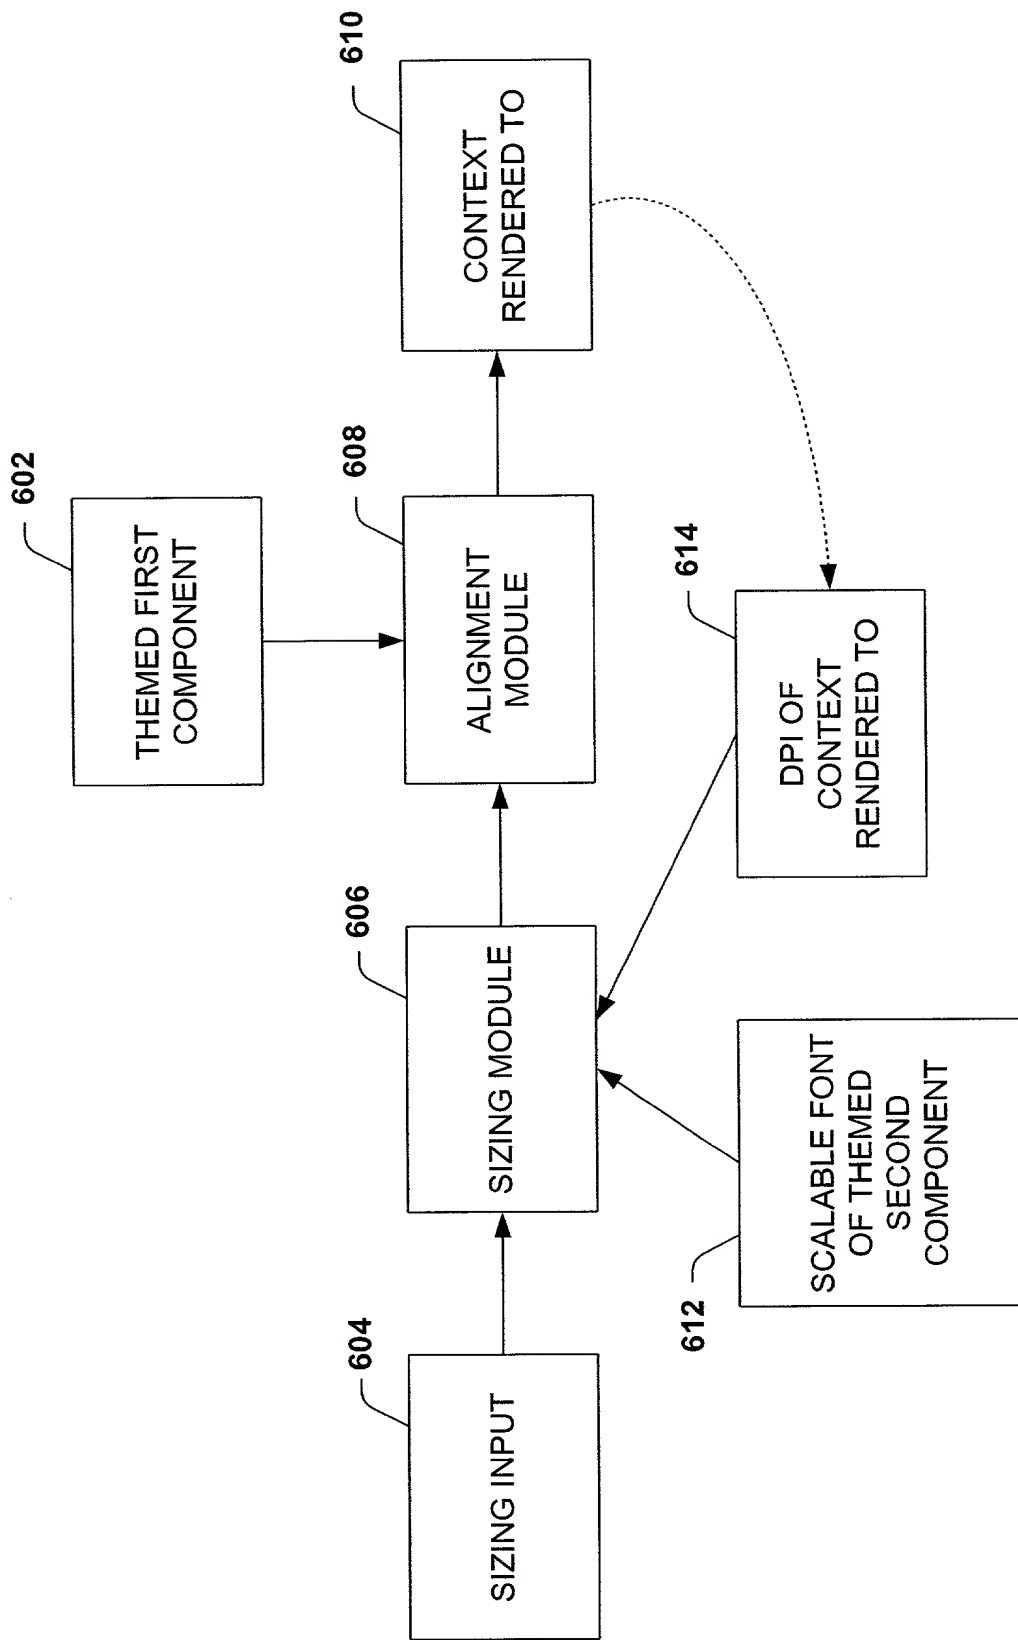 602
THEMED FIRST
COMPONENT
604
SIZING INPUT
606
SIZING MODULE
608
ALIGNMENT
MODULE
610
CONTEXT
RENDERED TO
612
SCALABLE FONT
OF THEMED
SECOND
COMPONENT
614
DPI OF
CONTEXT
RENDERED TO